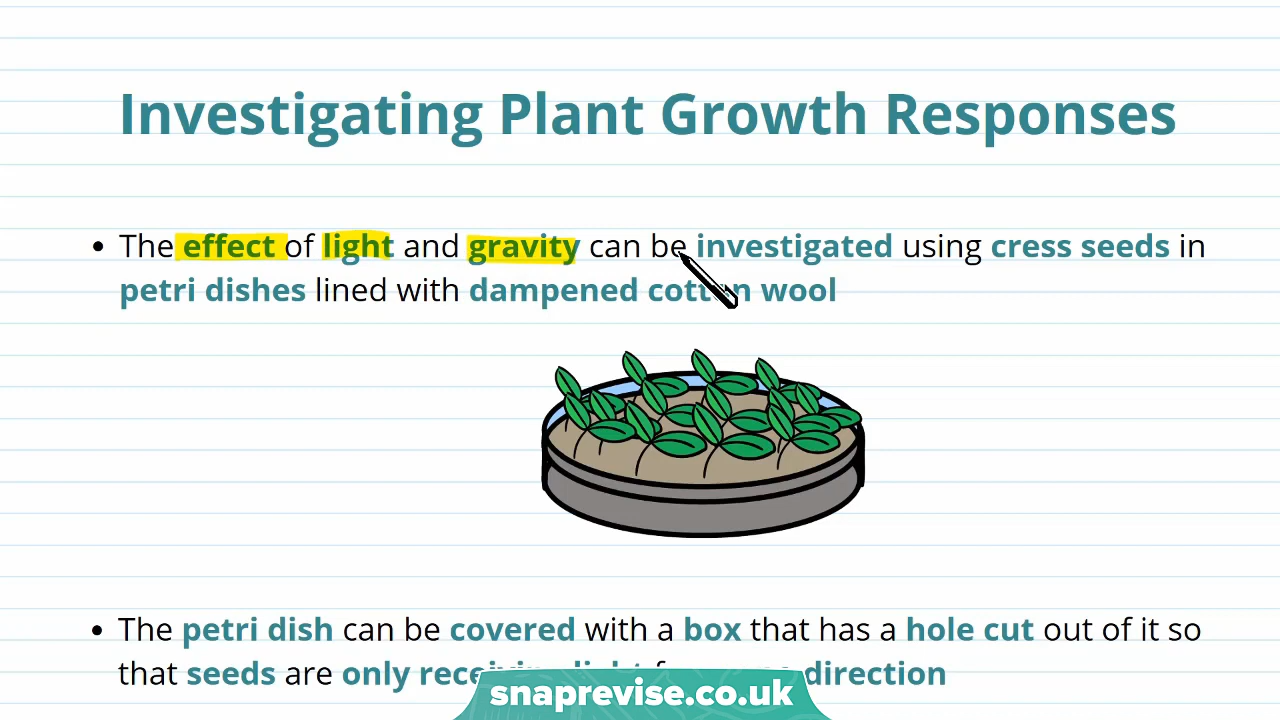 Investigating Plant Growth Responses
• The effect of light and gravity can be investigated using cress seeds in
petri dishes lined with dampened cotton wool
• The petri dish can be covered with a box that has a hole cut out of it so
that seeds are only receiving light direction
snaprevise.co.uk